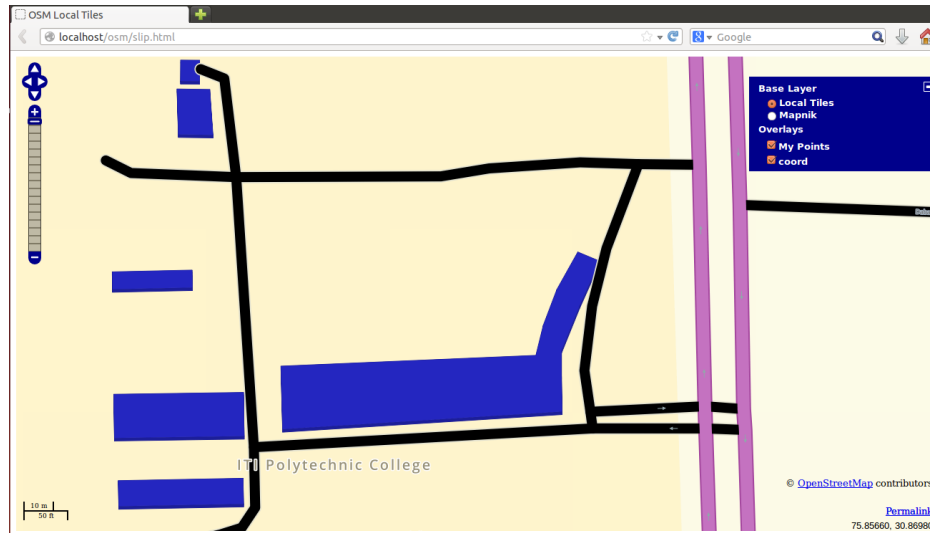 OSM Local Tiles
localhost/osm/slip.html
Google
Base Layer
Local Tiles
Mapnik
Overlays
My Points
coord
ITI Polytechnic College
10 m
50 ft
© OpenStreetMap contributors
Permalink
75.85660, 30.86980